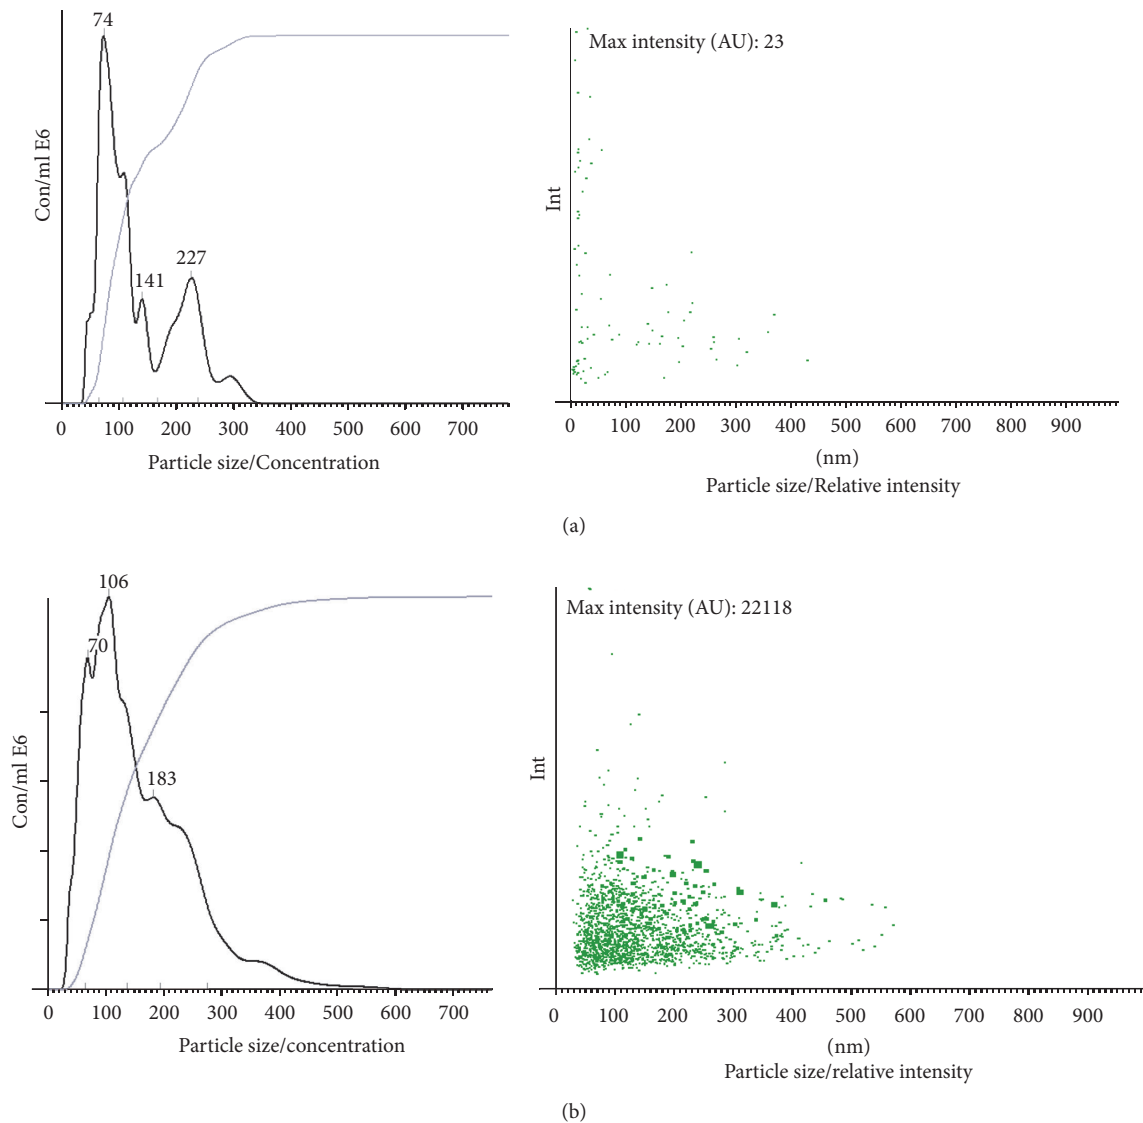 74
141
227
Con/ml E6
0 100 200 300 400 500 600 700
Particle size/Concentration
Max intensity (AU): 23
Int
0 100 200 300 400 500 600 700 800 900
(nm)
Particle size/Relative intensity
(a)
106
70
183
Con/ml E6
0 100 200 300 400 500 600 700
Particle size/concentration
Max intensity (AU): 22118
Int
0 100 200 300 400 500 600 700 800 900
(nm)
Particle size/relative intensity
(b)